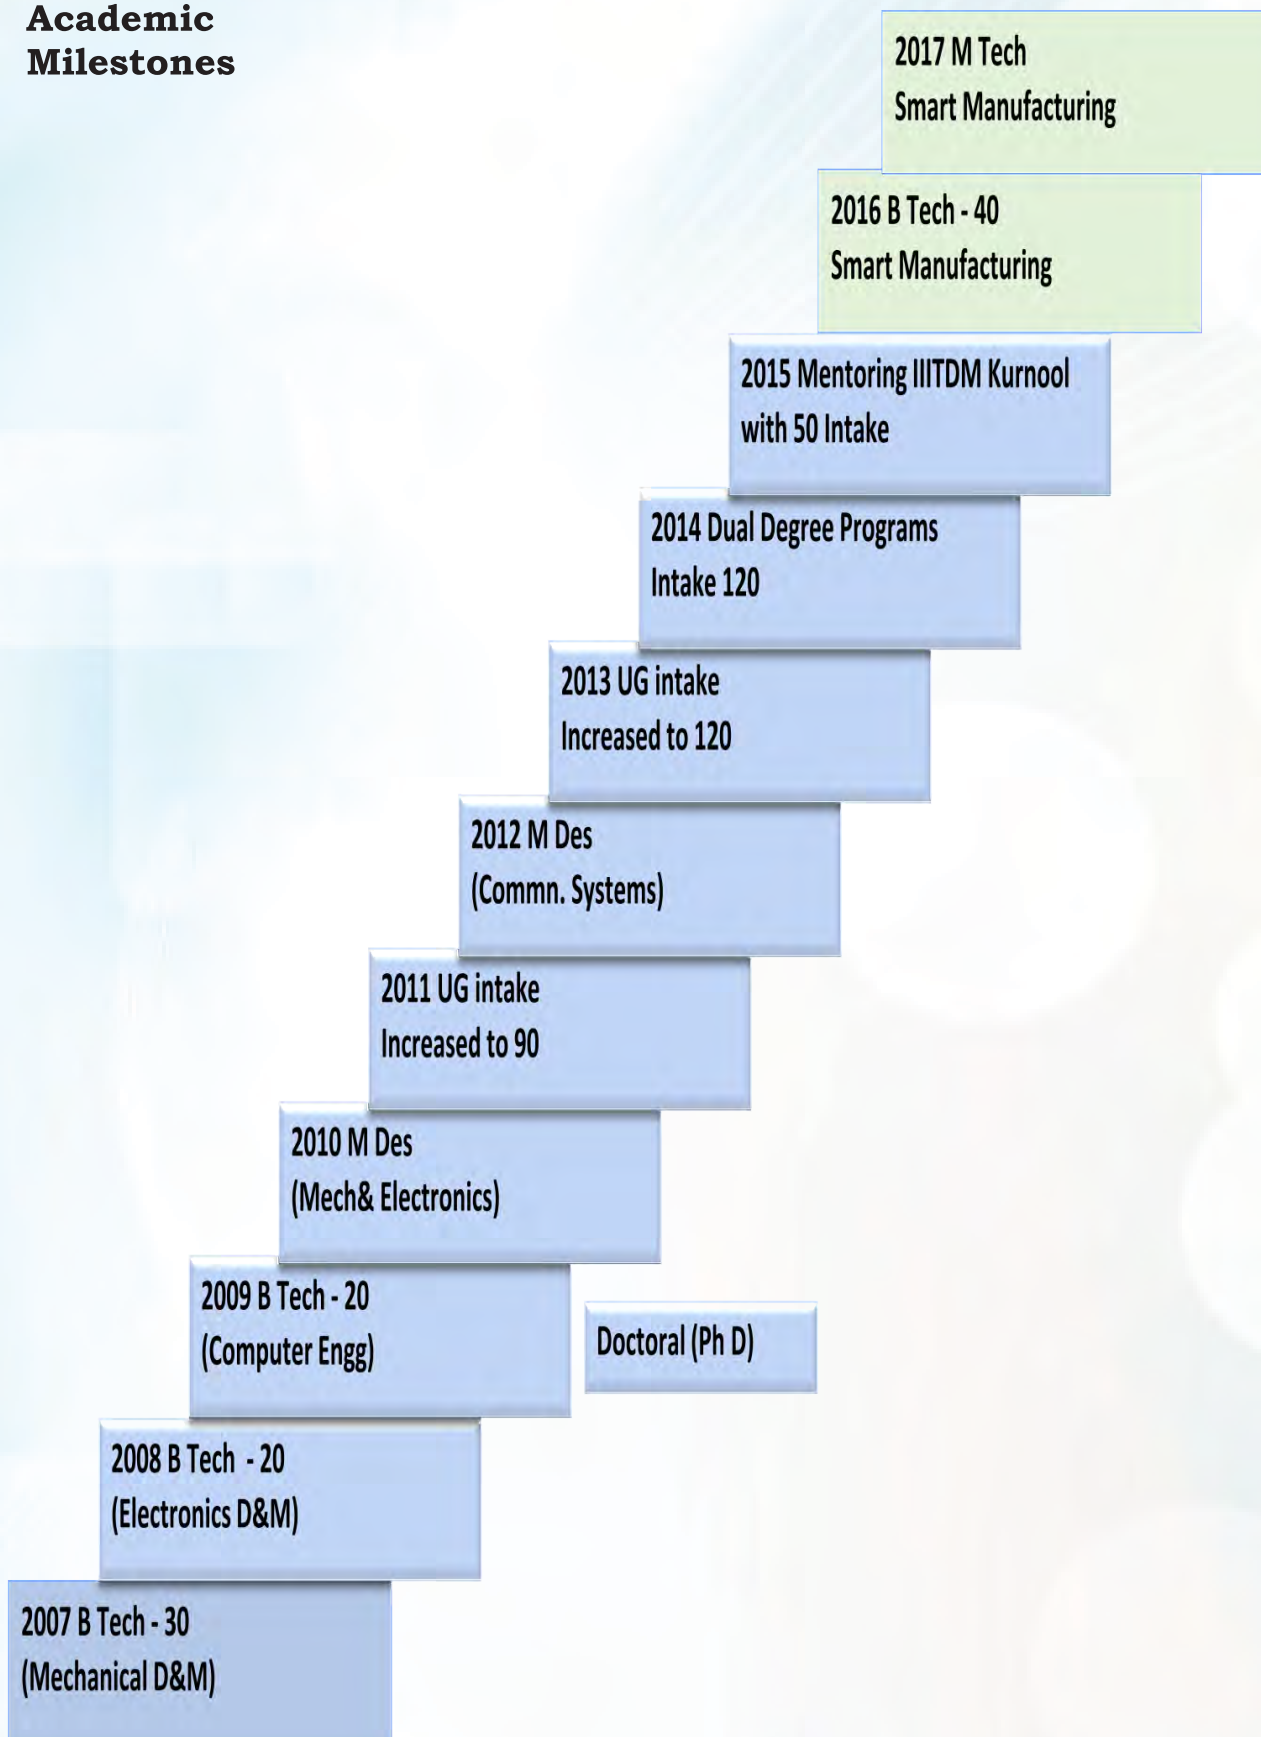 Academic
Milestones
2017 M Tech
Smart Manufacturing
2016 B Tech - 40
Smart Manufacturing
2015 Mentoring IIITDM Kurnool
with 50 Intake
2014 Dual Degree Programs
Intake 120
2013 UG intake
Increased to 120
2012 M Des
(Commn. Systems)
2011 UG intake
Increased to 90
2010 M Des
(Mech& Electronics)
2009 B Tech - 20
(Computer Engg)
Doctoral (Ph D)
2008 B Tech - 20
(Electronics D&M)
2007 B Tech - 30
(Mechanical D&M)